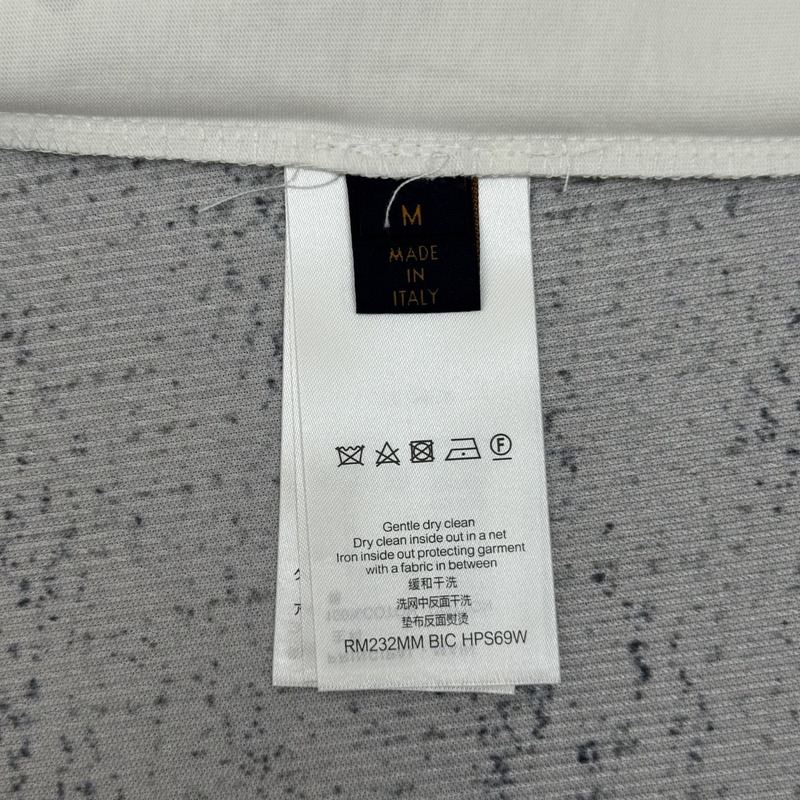 M
MADE
IN
ITALY
F
Gentle dry clean
Dry clean inside out in a net
Iron inside out protecting garment
with a fabric in between
缓和干洗
洗网中反面干洗
垫布反面熨烫
RM232MM BIC HPS69W